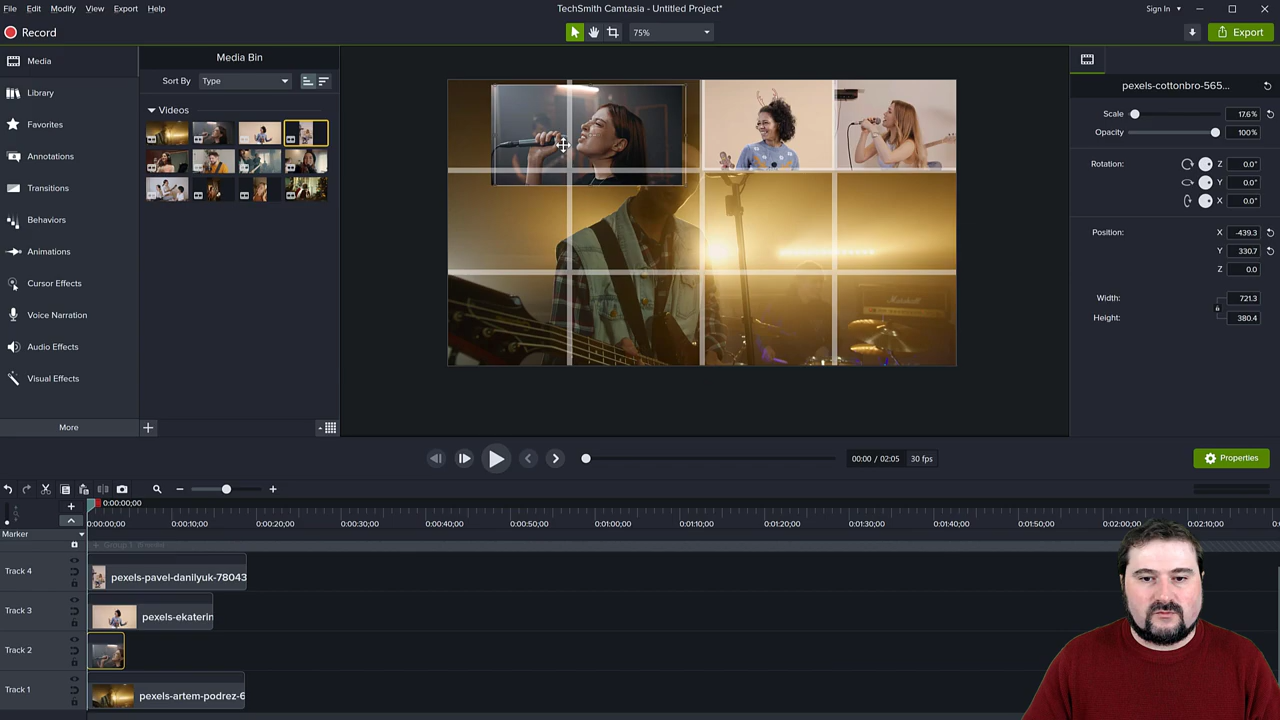 File Edit Modify View Export Help
TechSmith Camtasia - Untitled Project*
Sign In
Record
75%
Export
Media
Library
Favorites
Annotations
Transitions
Behaviors
Animations
Cursor Effects
Voice Narration
Audio Effects
Visual Effects
More
Media Bin
Sort By Type
Videos
Marshall
pexels-cottonbro-565...
Scale 17.6%
Opacity 100%
Rotation: Z 0.0°
Y 0.0°
X 0.0°
Position: X -439.3
Y 330.7
Z 0.0
Width: 721.3
Height: 380.4
00:00 / 02:05 30 fps
Properties
0:00:00;00
0:00:00;00 0:00:10;00 0:00:20;00 0:00:30;00 0:00:40;00 0:00:50;00 0:01:00;00 0:01:10;00 0:01:20;00 0:01:30;00 0:01:40;00 0:01:50;00 0:02:00;00 0:02:10;00
Marker
Track 4 pexels-pavel-danilyuk-78043
Track 3 pexels-ekaterin
Track 2
Track 1 pexels-artem-podrez-6